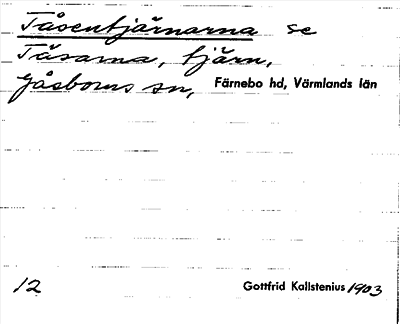 Tåsentjärnarna se
Tåsarna, tjärn,
Gåsborns sn, Färnebo hd, Värmlands län
12 Gottfrid Kallstenius 1903